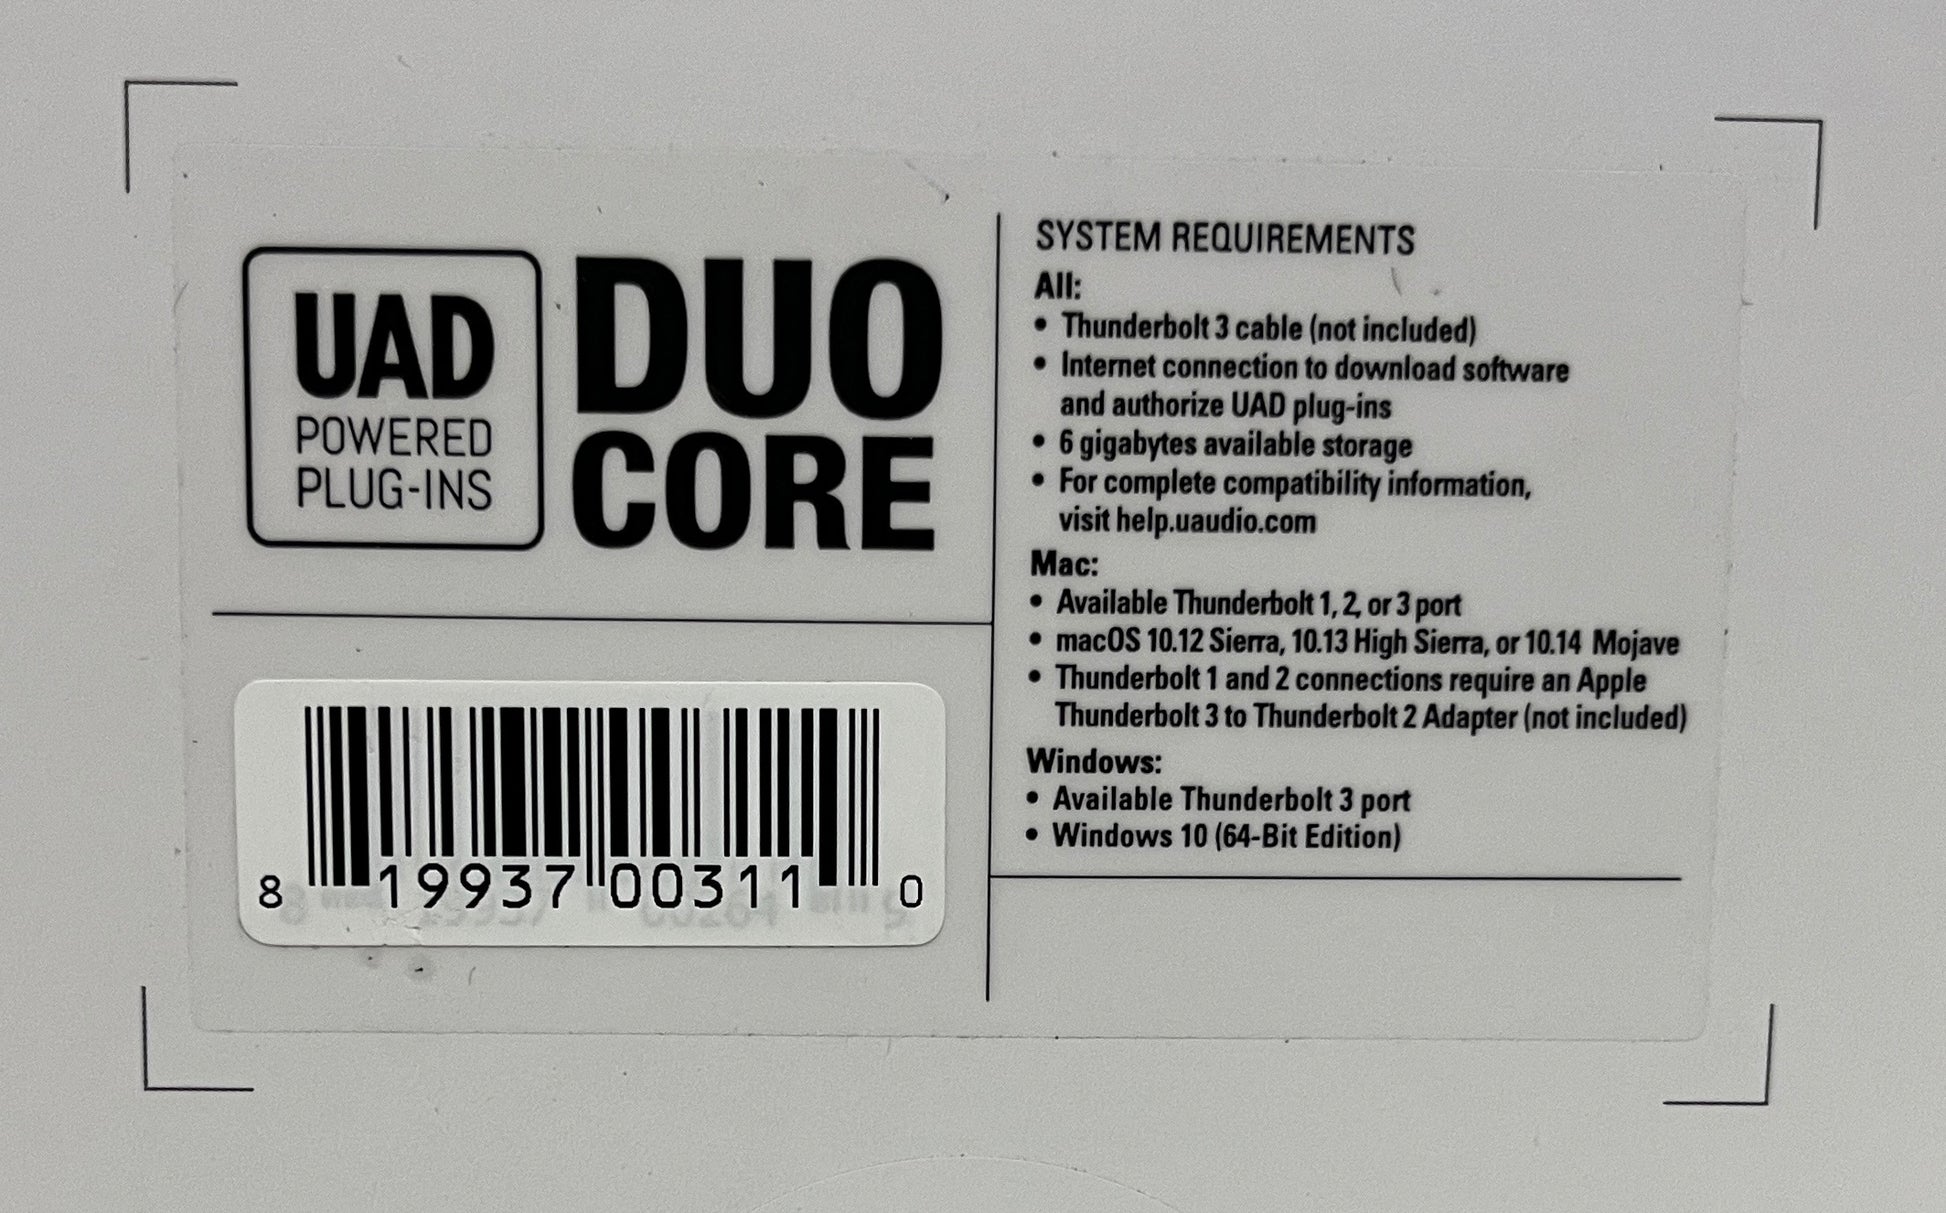 UAD
POWERED
PLUG-INS
DUO
CORE
8 19937 00311 0
SYSTEM REQUIREMENTS
All:
• Thunderbolt 3 cable (not included)
• Internet connection to download software
and authorize UAD plug-ins
• 6 gigabytes available storage
• For complete compatibility information,
visit help.uaudio.com
Mac:
• Available Thunderbolt 1, 2, or 3 port
• macOS 10.12 Sierra, 10.13 High Sierra, or 10.14 Mojave
• Thunderbolt 1 and 2 connections require an Apple
Thunderbolt 3 to Thunderbolt 2 Adapter (not included)
Windows:
• Available Thunderbolt 3 port
• Windows 10 (64-Bit Edition)